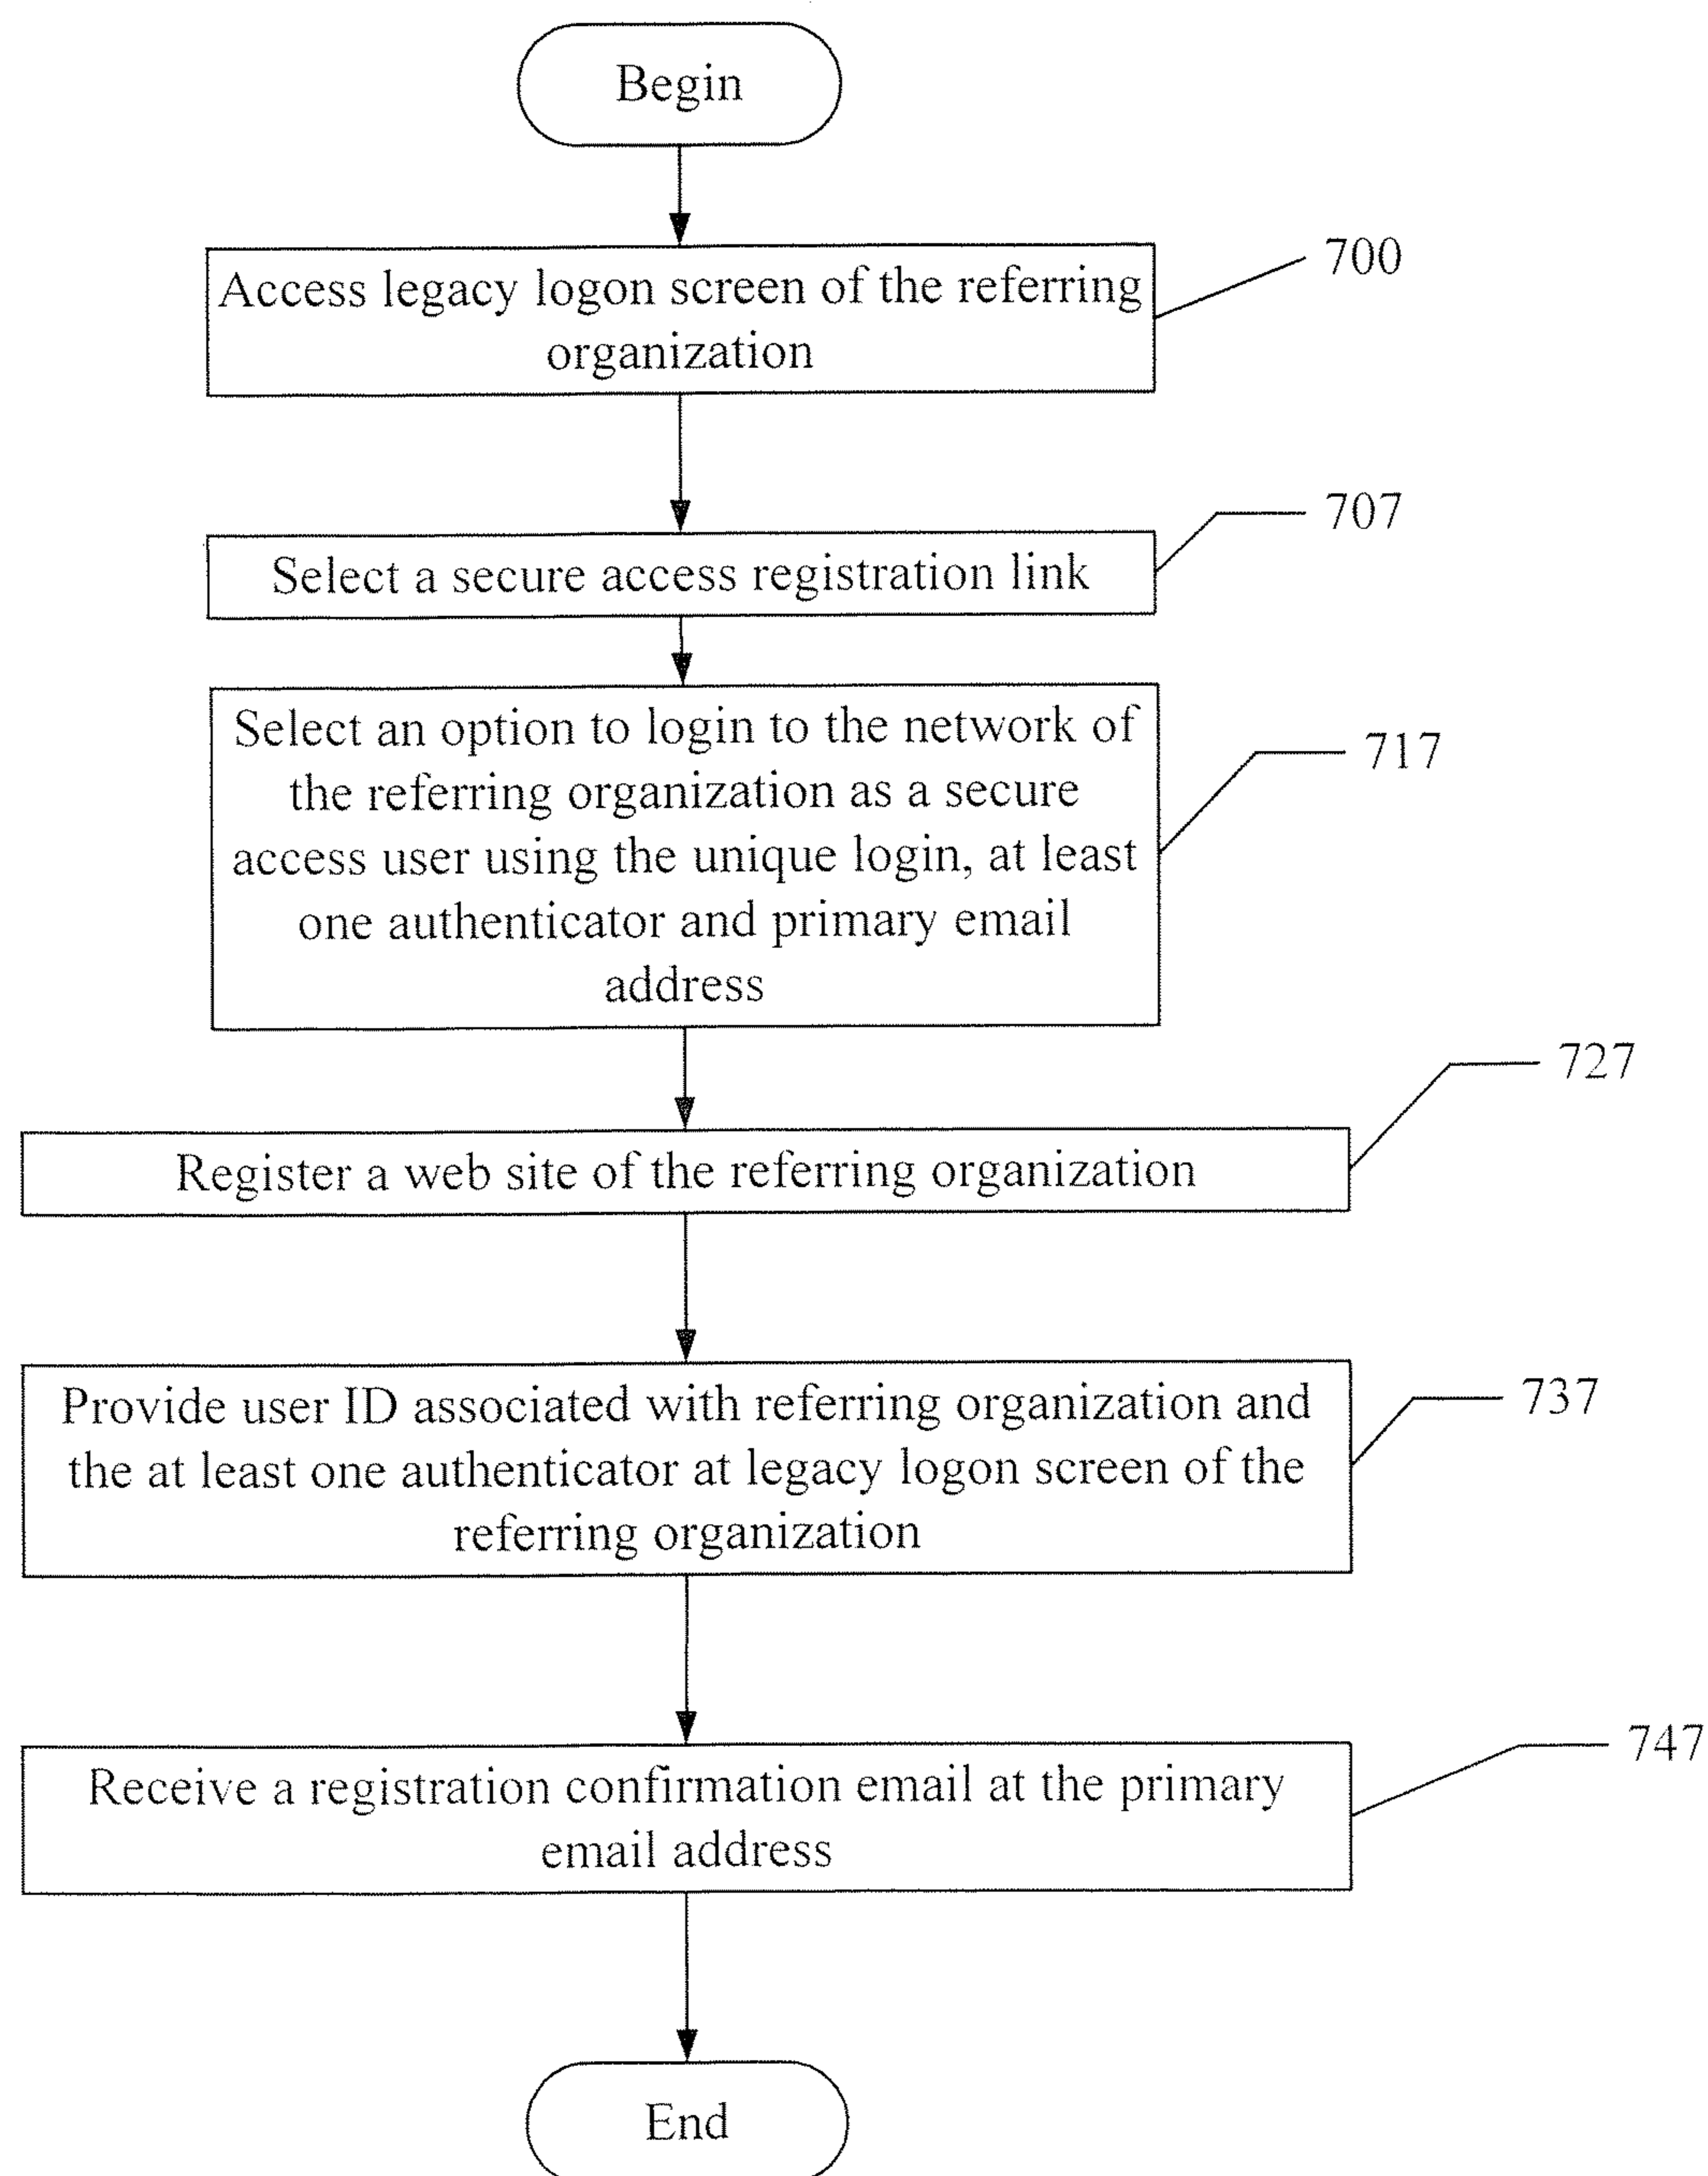 Begin
Access legacy logon screen of the referring
organization
700
Select a secure access registration link
707
Select an option to login to the network of
the referring organization as a secure
access user using the unique login, at least
one authenticator and primary email
address
717
Register a web site of the referring organization
727
Provide user ID associated with referring organization and
the at least one authenticator at legacy logon screen of the
referring organization
737
Receive a registration confirmation email at the primary
email address
747
End